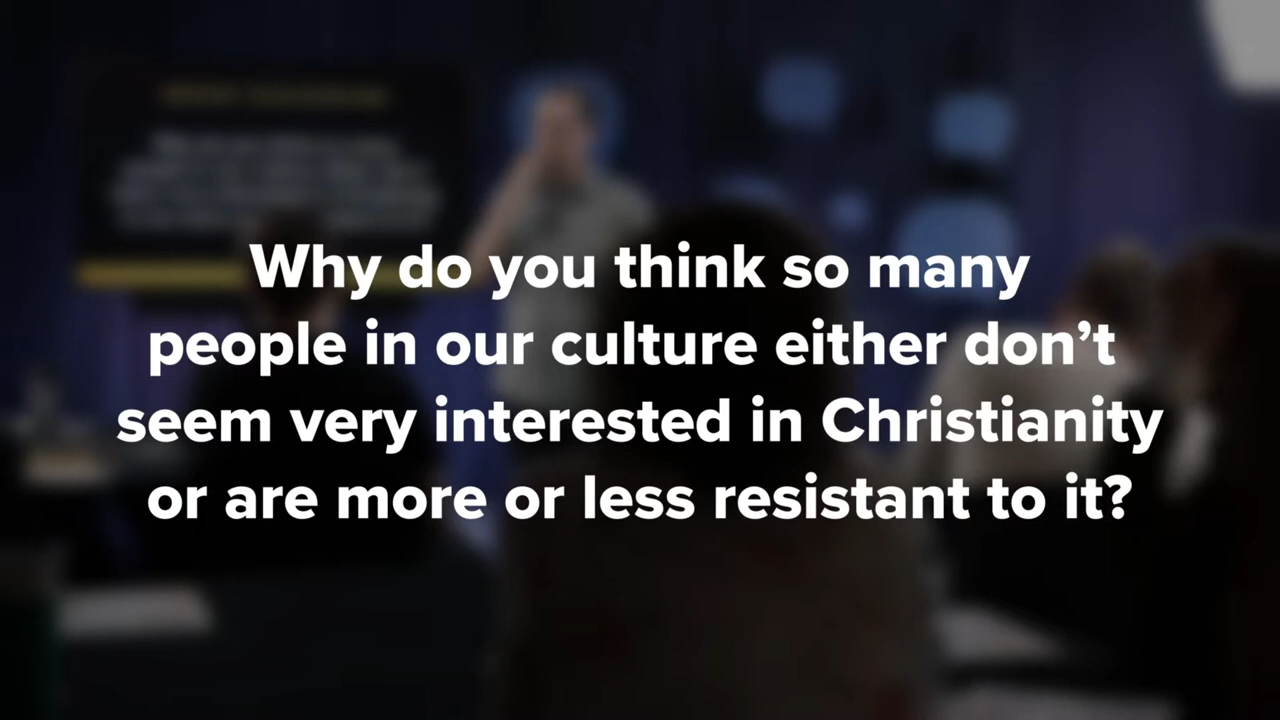 Why do you think so many
people in our culture either don’t
seem very interested in Christianity
or are more or less resistant to it?